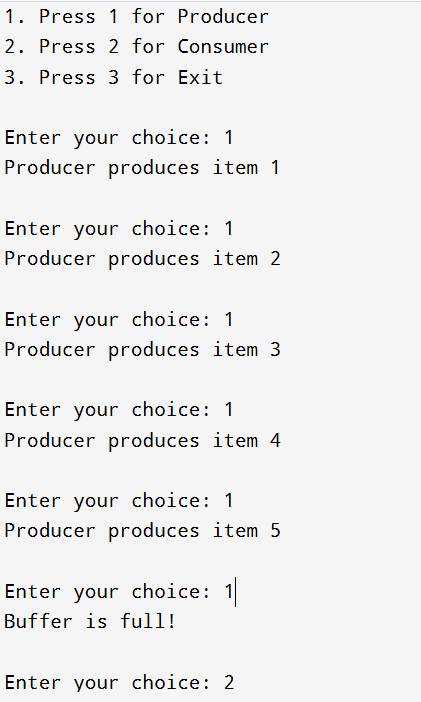 1. Press 1 for Producer
2. Press 2 for Consumer
3. Press 3 for Exit
Enter your choice: 1
Producer produces item 1
Enter your choice: 1
Producer produces item 2
Enter your choice: 1
Producer produces item 3
Enter your choice: 1
Producer produces item 4
Enter your choice: 1
Producer produces item 5
Enter your choice: 1
Buffer is full!
Enter your choice: 2